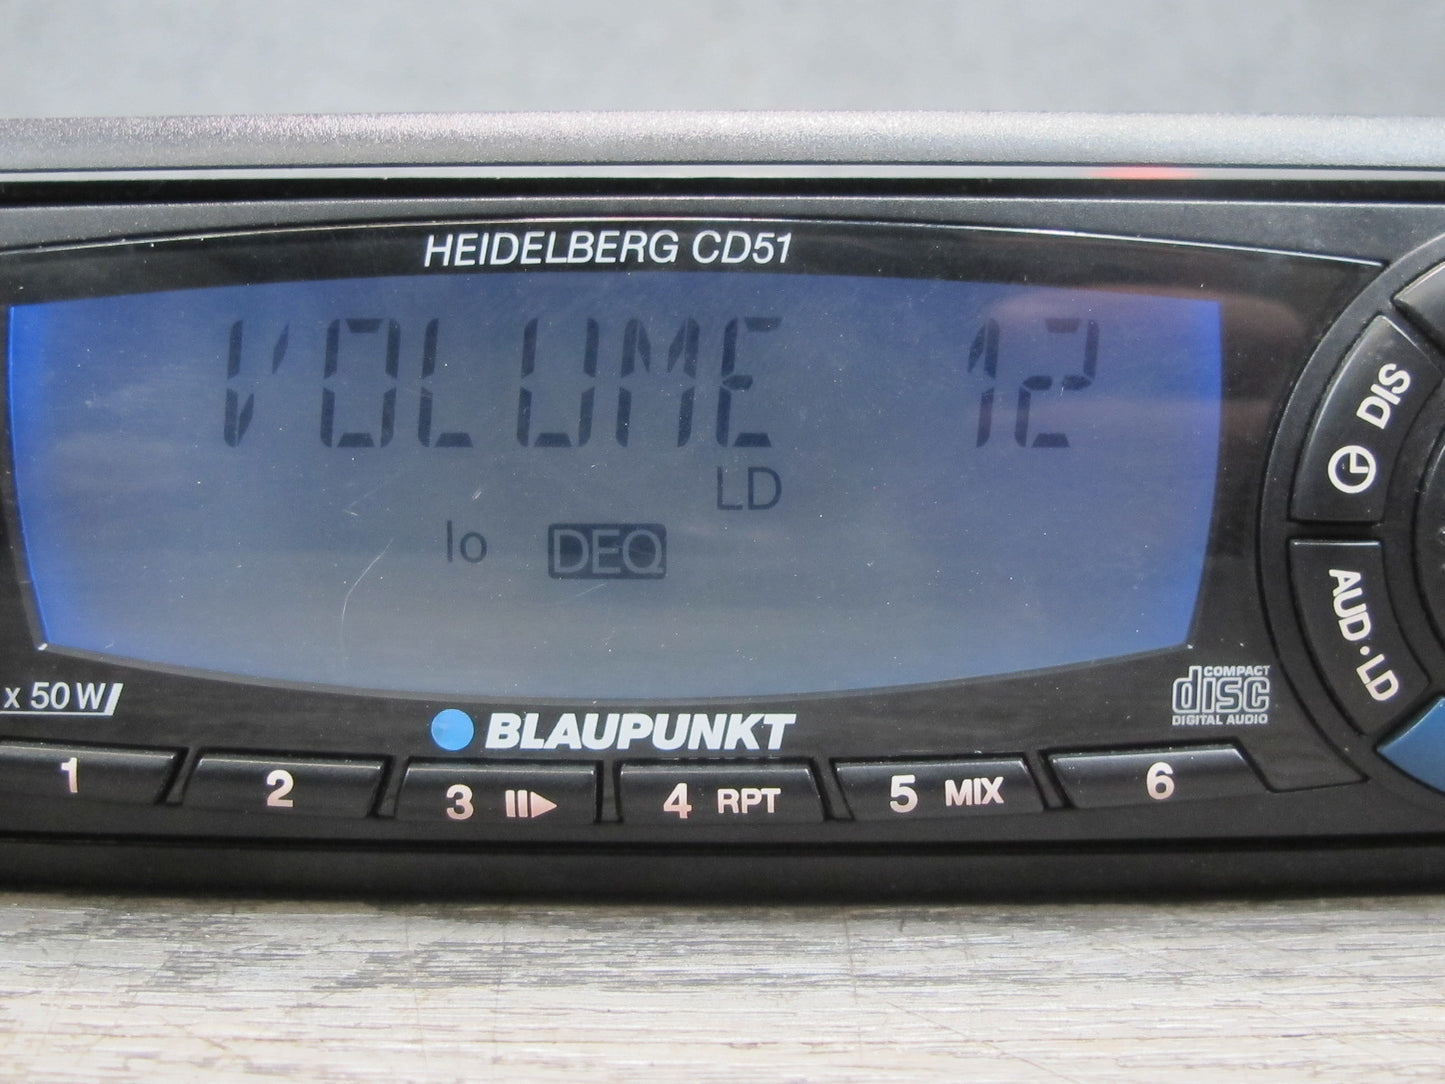 HEIDELBERG CD51
VOLUME 12
LD
lo DEQ
DIS
AUD•LD
x 50 W
BLAUPUNKT
COMPACT
disc
DIGITAL AUDIO
1
2
3
4 RPT
5 MIX
6